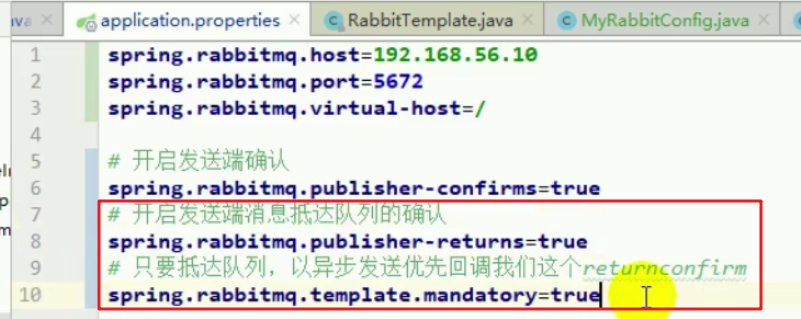 application.properties
RabbitTemplate.java
MyRabbitConfig.java
1 spring.rabbitmq.host=192.168.56.10
2 spring.rabbitmq.port=5672
3 spring.rabbitmq.virtual-host=/
4
5 # 开启发送端确认
6 spring.rabbitmq.publisher-confirms=true
7 # 开启发送端消息抵达队列的确认
8 spring.rabbitmq.publisher-returns=true
9 # 只要抵达队列，以异步发送优先回调我们这个returnconfirm
10 spring.rabbitmq.template.mandatory=true